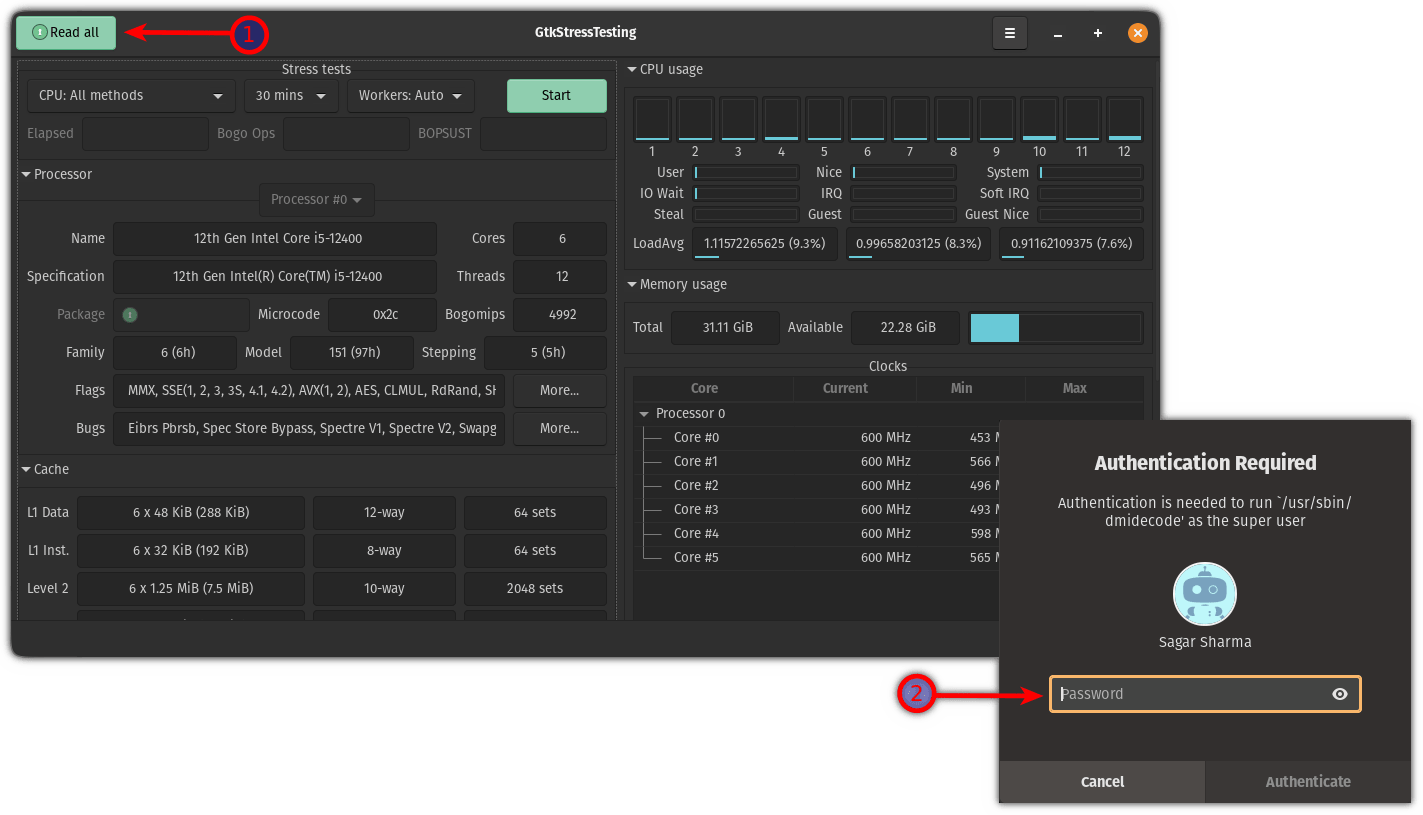 Read all
1
GtkStressTesting
Stress tests
CPU: All methods 30 mins Workers: Auto Start
Elapsed Bogo Ops BOPSUST
Processor
Processor #0
Name 12th Gen Intel Core i5-12400 Cores 6
Specification 12th Gen Intel(R) Core(TM) i5-12400 Threads 12
Package Microcode 0x2c Bogomips 4992
Family 6 (6h) Model 151 (97h) Stepping 5 (5h)
Flags MMX, SSE(1, 2, 3, 3S, 4.1, 4.2), AVX(1, 2), AES, CLMUL, RdRand, SH More...
Bugs Eibrs Pbrsb, Spec Store Bypass, Spectre V1, Spectre V2, Swapg More...
Cache
L1 Data 6 x 48 KiB (288 KiB) 12-way 64 sets
L1 Inst. 6 x 32 KiB (192 KiB) 8-way 64 sets
Level 2 6 x 1.25 MiB (7.5 MiB) 10-way 2048 sets
CPU usage
1 2 3 4 5 6 7 8 9 10 11 12
User Nice System
IO Wait IRQ Soft IRQ
Steal Guest Guest Nice
LoadAvg 1.11572265625 (9.3%) 0.99658203125 (8.3%) 0.91162109375 (7.6%)
Memory usage
Total 31.11 GiB Available 22.28 GiB
Clocks
Core Current Min Max
Processor 0
Core #0 600 MHz 453
Core #1 600 MHz 566
Core #2 600 MHz 496
Core #3 600 MHz 493
Core #4 600 MHz 598
Core #5 600 MHz 565
Authentication Required
Authentication is needed to run `/usr/sbin/
dmidecode' as the super user
Sagar Sharma
2
Password
Cancel Authenticate